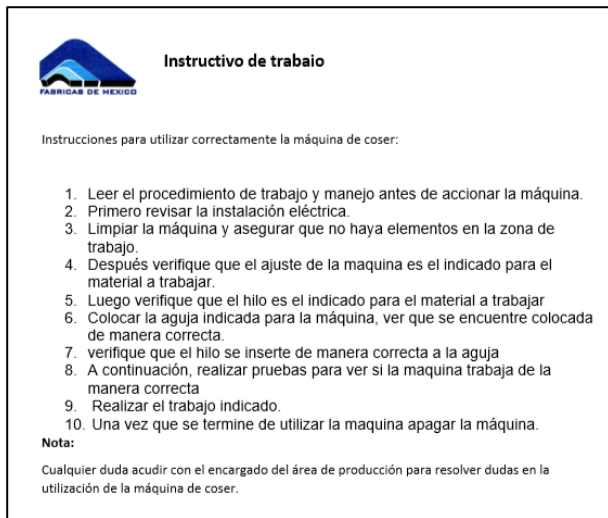 Instructivo de trabajo
FABRICAS DE MEXICO
Instrucciones para utilizar correctamente la máquina de coser:
1. Leer el procedimiento de trabajo y manejo antes de accionar la máquina.
2. Primero revisar la instalación eléctrica.
3. Limpiar la máquina y asegurar que no haya elementos en la zona de
trabajo.
4. Después verifique que el ajuste de la maquina es el indicado para el
material a trabajar.
5. Luego verifique que el hilo es el indicado para el material a trabajar
6. Colocar la aguja indicada para la máquina, ver que se encuentre colocada
de manera correcta.
7. verifique que el hilo se inserte de manera correcta a la aguja
8. A continuación, realizar pruebas para ver si la maquina trabaja de la
manera correcta
9. Realizar el trabajo indicado.
10. Una vez que se termine de utilizar la maquina apagar la máquina.
Nota:
Cualquier duda acudir con el encargado del área de producción para resolver dudas en la
utilización de la máquina de coser.